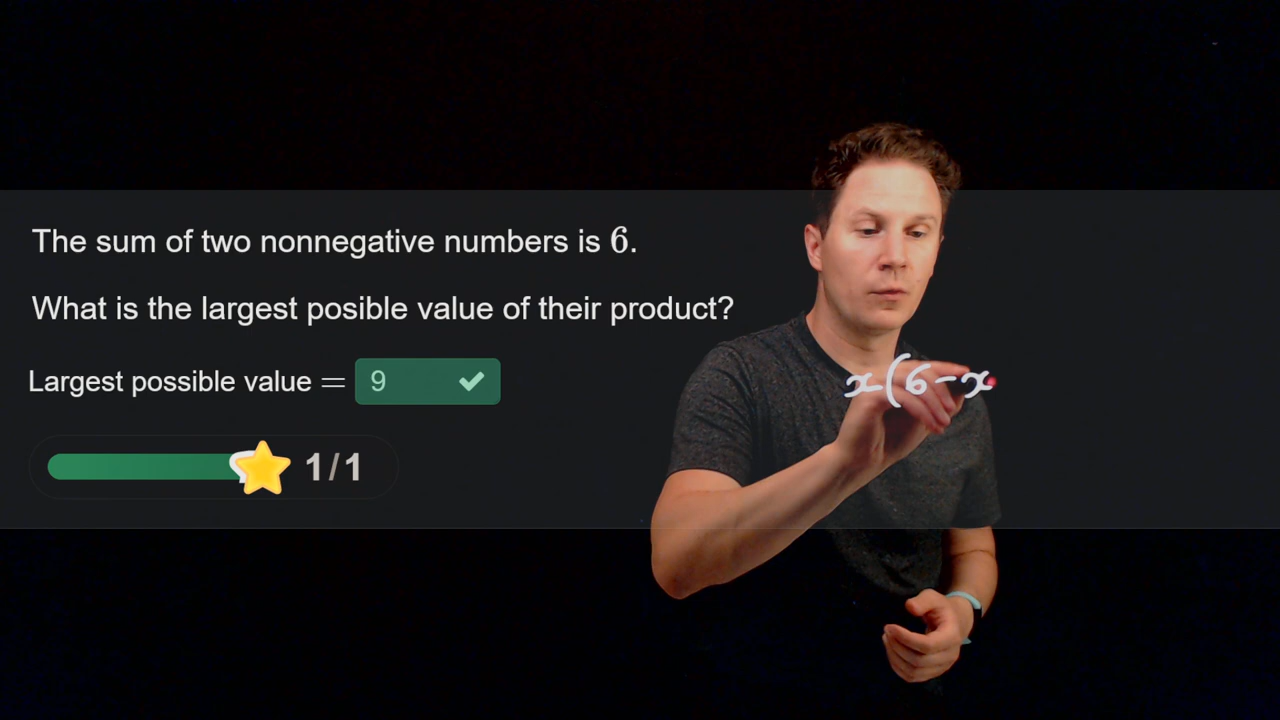 The sum of two nonnegative numbers is 6.
What is the largest posible value of their product?
Largest possible value = 9
x(6-x
1/1